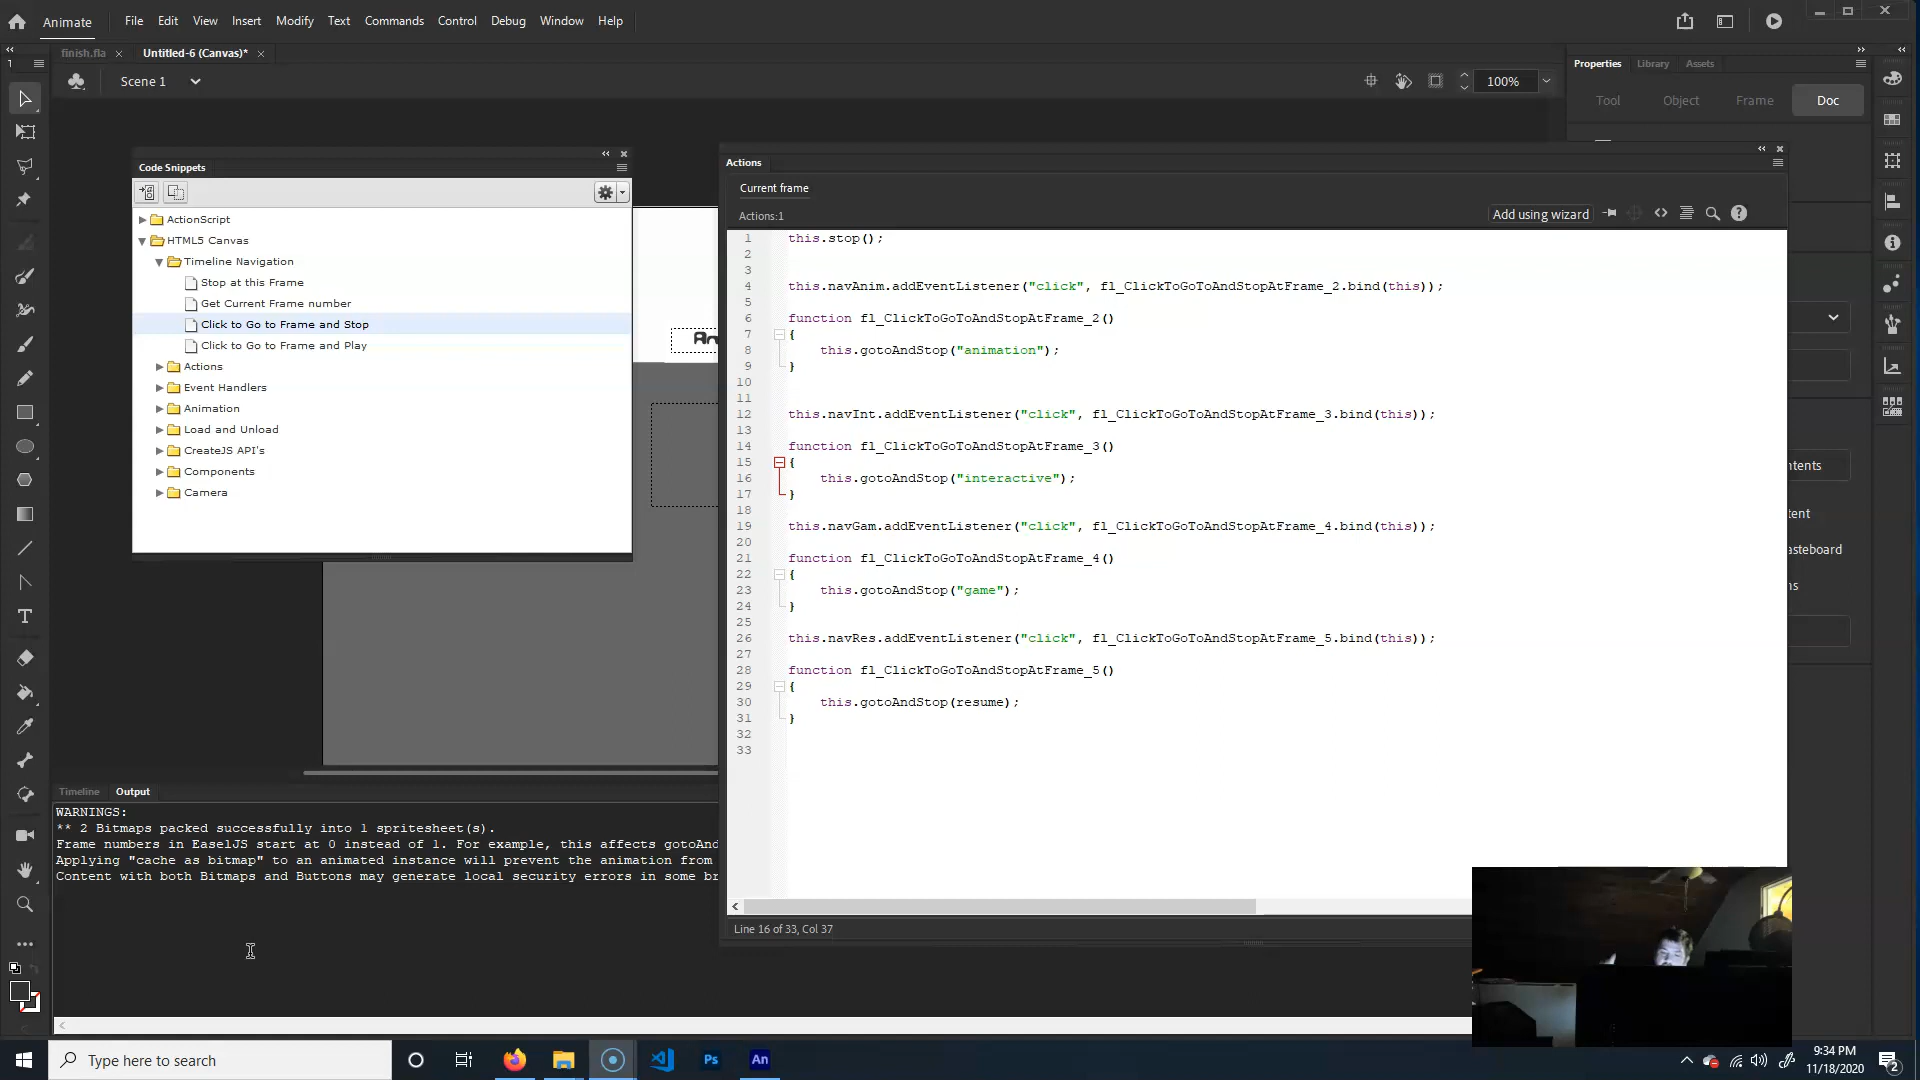 Animate
File Edit View Insert Modify Text Commands Control Debug Window Help
finish.fla × Untitled-6 (Canvas)* ×
Scene 1
100%
Properties Library Assets
Tool Object Frame Doc
Code Snippets
ActionScript
HTML5 Canvas
Timeline Navigation
Stop at this Frame
Get Current Frame number
Click to Go to Frame and Stop
Click to Go to Frame and Play
Actions
Event Handlers
Animation
Load and Unload
CreateJS API's
Components
Camera
An
Actions
Current frame
Actions:1
Add using wizard
1 this.stop();
2
3
4 this.navAnim.addEventListener("click", fl_ClickToGoToAndStopAtFrame_2.bind(this));
5
6 function fl_ClickToGoToAndStopAtFrame_2()
7 {
8 this.gotoAndStop("animation");
9 }
10
11
12 this.navInt.addEventListener("click", fl_ClickToGoToAndStopAtFrame_3.bind(this));
13
14 function fl_ClickToGoToAndStopAtFrame_3()
15 {
16 this.gotoAndStop("interactive");
17 }
18
19 this.navGam.addEventListener("click", fl_ClickToGoToAndStopAtFrame_4.bind(this));
20
21 function fl_ClickToGoToAndStopAtFrame_4()
22 {
23 this.gotoAndStop("game");
24 }
25
26 this.navRes.addEventListener("click", fl_ClickToGoToAndStopAtFrame_5.bind(this));
27
28 function fl_ClickToGoToAndStopAtFrame_5()
29 {
30 this.gotoAndStop(resume);
31 }
32
33
Line 16 of 33, Col 37
ntents
tent
asteboard
ns
Timeline Output
WARNINGS:
** 2 Bitmaps packed successfully into 1 spritesheet(s).
Frame numbers in EaselJS start at 0 instead of 1. For example, this affects gotoAnd
Applying "cache as bitmap" to an animated instance will prevent the animation from
Content with both Bitmaps and Buttons may generate local security errors in some br
Type here to search
Ps An
9:34 PM
11/18/2020
2